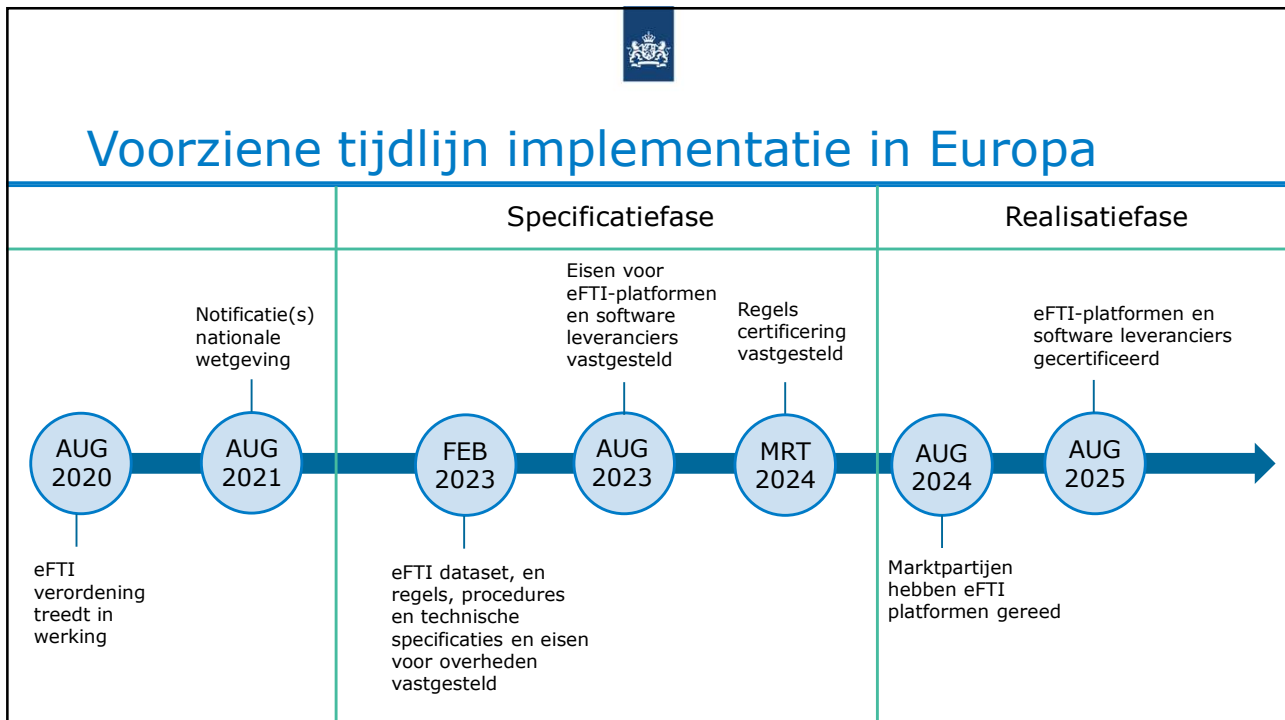 Voorziene tijdlijn implementatie in Europa
Specificatiefase
Realisatiefase
Notificatie(s)
nationale
wetgeving
Eisen voor
eFTI-platformen
en software
leveranciers
vastgesteld
Regels
certificering
vastgesteld
eFTI-platformen en
software leveranciers
gecertificeerd
AUG
2020
AUG
2021
FEB
2023
AUG
2023
MRT
2024
AUG
2024
AUG
2025
eFTI
verordening
treedt in
werking
eFTI dataset, en
regels, procedures
en technische
specificaties en eisen
voor overheden
vastgesteld
Marktpartijen
hebben eFTI
platformen gereed